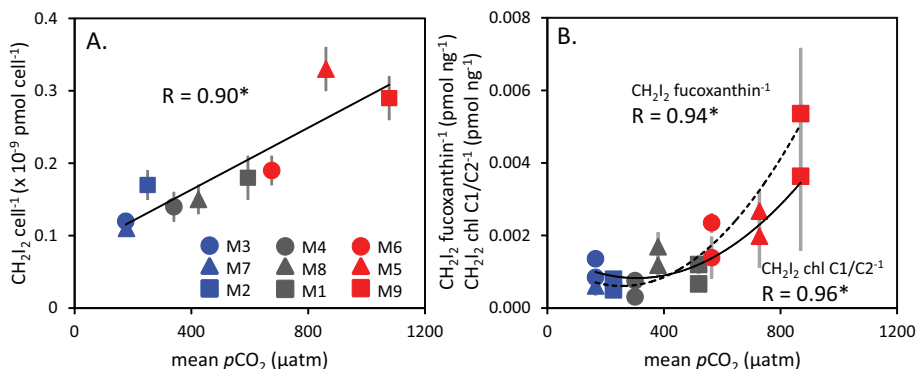 A.
CH₂I₂ cell⁻¹ (x 10⁻⁹ pmol cell⁻¹)
0.4
0.3
0.2
0.1
0
R = 0.90*
M3 M4 M6
M7 M8 M5
M2 M1 M9
0 400 800 1200
mean pCO₂ (µatm)
B.
CH₂I₂ fucoxanthin⁻¹ (pmol ng⁻¹)
CH₂I₂ chl C1/C2⁻¹ (pmol ng⁻¹)
0.008
0.006
0.004
0.002
0.000
CH₂I₂ fucoxanthin⁻¹
R = 0.94*
CH₂I₂ chl C1/C2⁻¹
R = 0.96*
0 400 800 1200
mean pCO₂ (µatm)